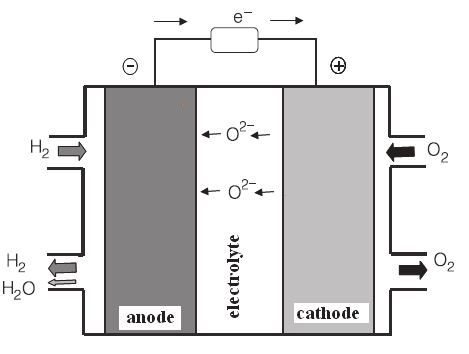 e⁻
⊖
⊕
H₂
O²⁻
O₂
O²⁻
H₂
H₂O
O₂
electrolyte
anode
cathode